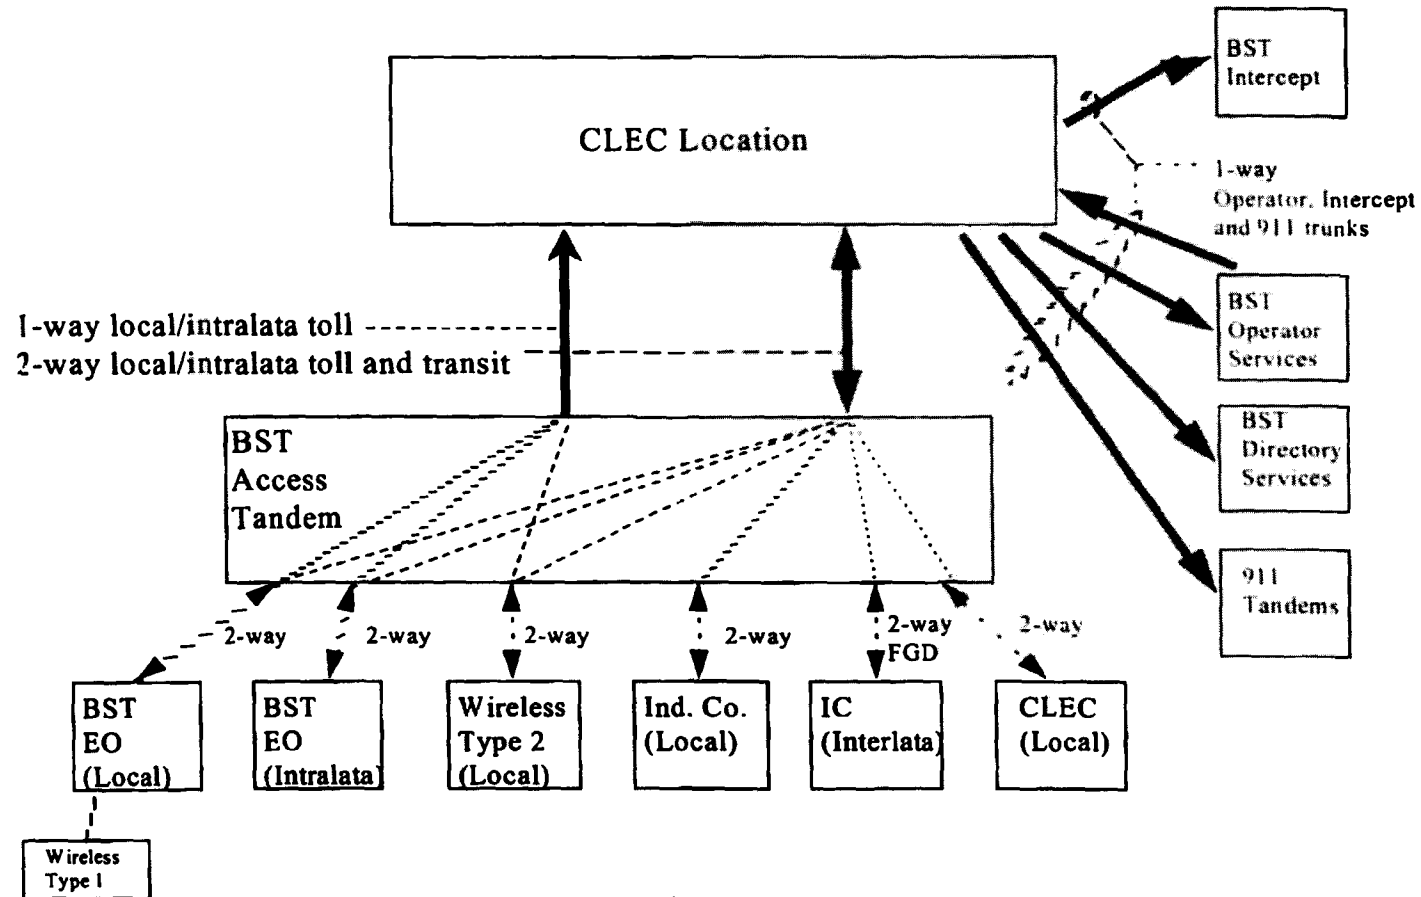 BST
Intercept
CLEC Location
1-way
Operator, Intercept
and 911 trunks
BST
Operator
Services
1-way local/intralata toll
2-way local/intralata toll and transit
BST
Directory
Services
BST
Access
Tandem
911
Tandems
2-way
2-way
2-way
2-way
2-way
FGD
2-way
BST
EO
(Local)
BST
EO
(Intralata)
Wireless
Type 2
(Local)
Ind. Co.
(Local)
IC
(Interlata)
CLEC
(Local)
Wireless
Type 1